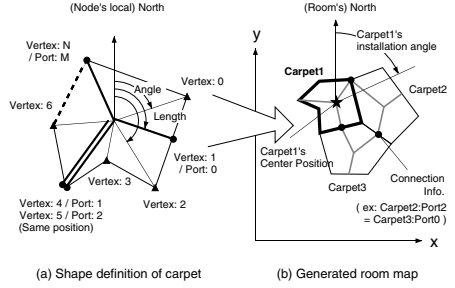 (Node's local) North
Vertex: N
/ Port: M
Angle
Vertex: 0
Length
Vertex: 6
Vertex: 1
/ Port: 0
Vertex: 3
Vertex: 4 / Port: 1
Vertex: 5 / Port: 2
(Same position)
Vertex: 2
(a) Shape definition of carpet
(Room's) North
y
Carpet1's
installation angle
Carpet1
Carpet2
Carpet1's
Center Position
Carpet3
Connection
Info.
( ex: Carpet2:Port2
= Carpet3:Port0 )
x
(b) Generated room map